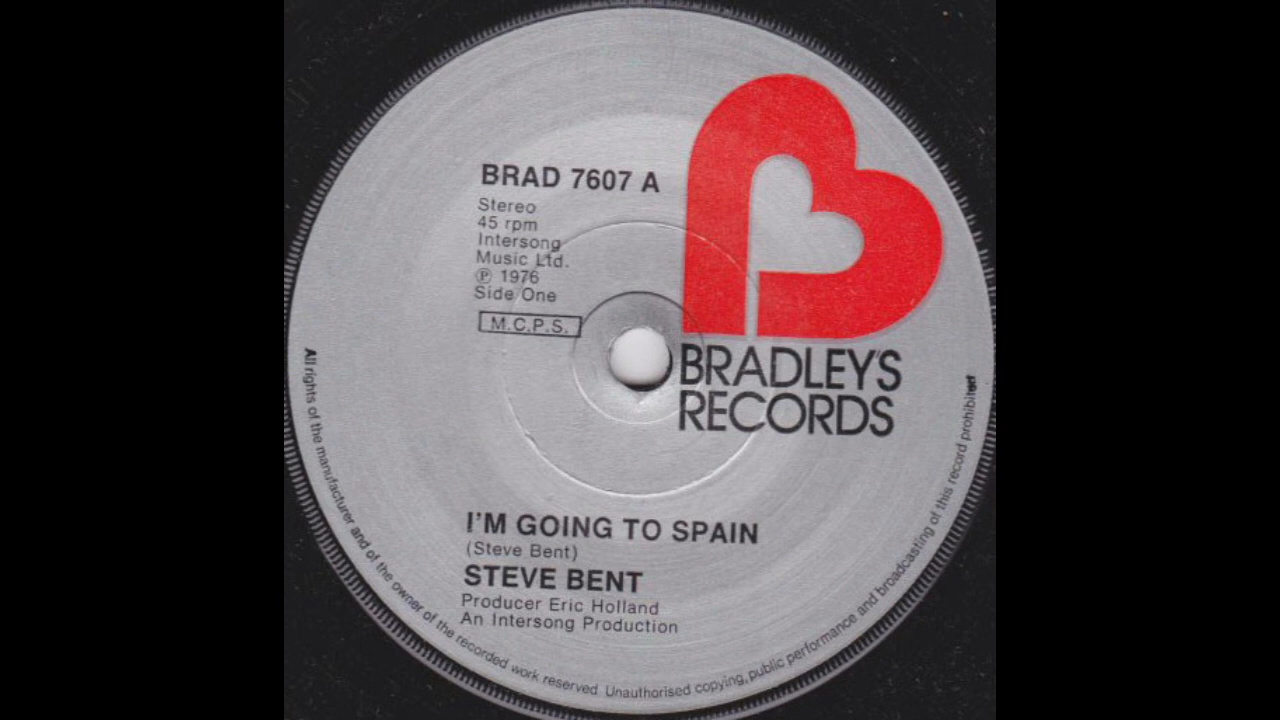 BRAD 7607 A
Stereo
45 rpm
Intersong
Music Ltd.
Ⓟ 1976
Side One
M.C.P.S.
BRADLEY'S
RECORDS
I'M GOING TO SPAIN
(Steve Bent)
STEVE BENT
Producer Eric Holland
An Intersong Production
All rights of the manufacturer and of the owner of the recorded work reserved. Unauthorised copying, public performance and broadcasting of this record prohibited